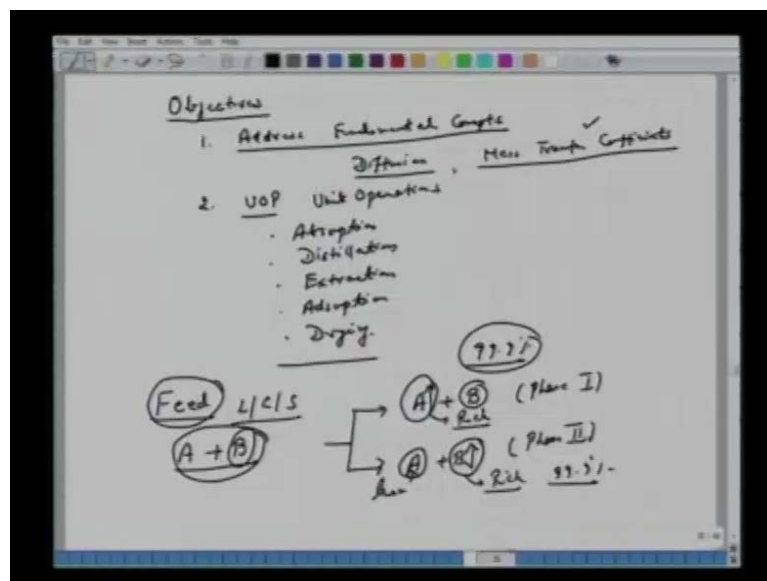 Objectives
1. Address Fundamental Concepts
Diffusion, Mass Transfer Coefficients
2. UOP Unit Operations
· Absorption
· Distillation
· Extraction
· Adsorption
· Drying.
99.9%
Feed L/G/S
A + B
A + B (Phase I)
Rich
A + B (Phase II)
Rich 99.9%